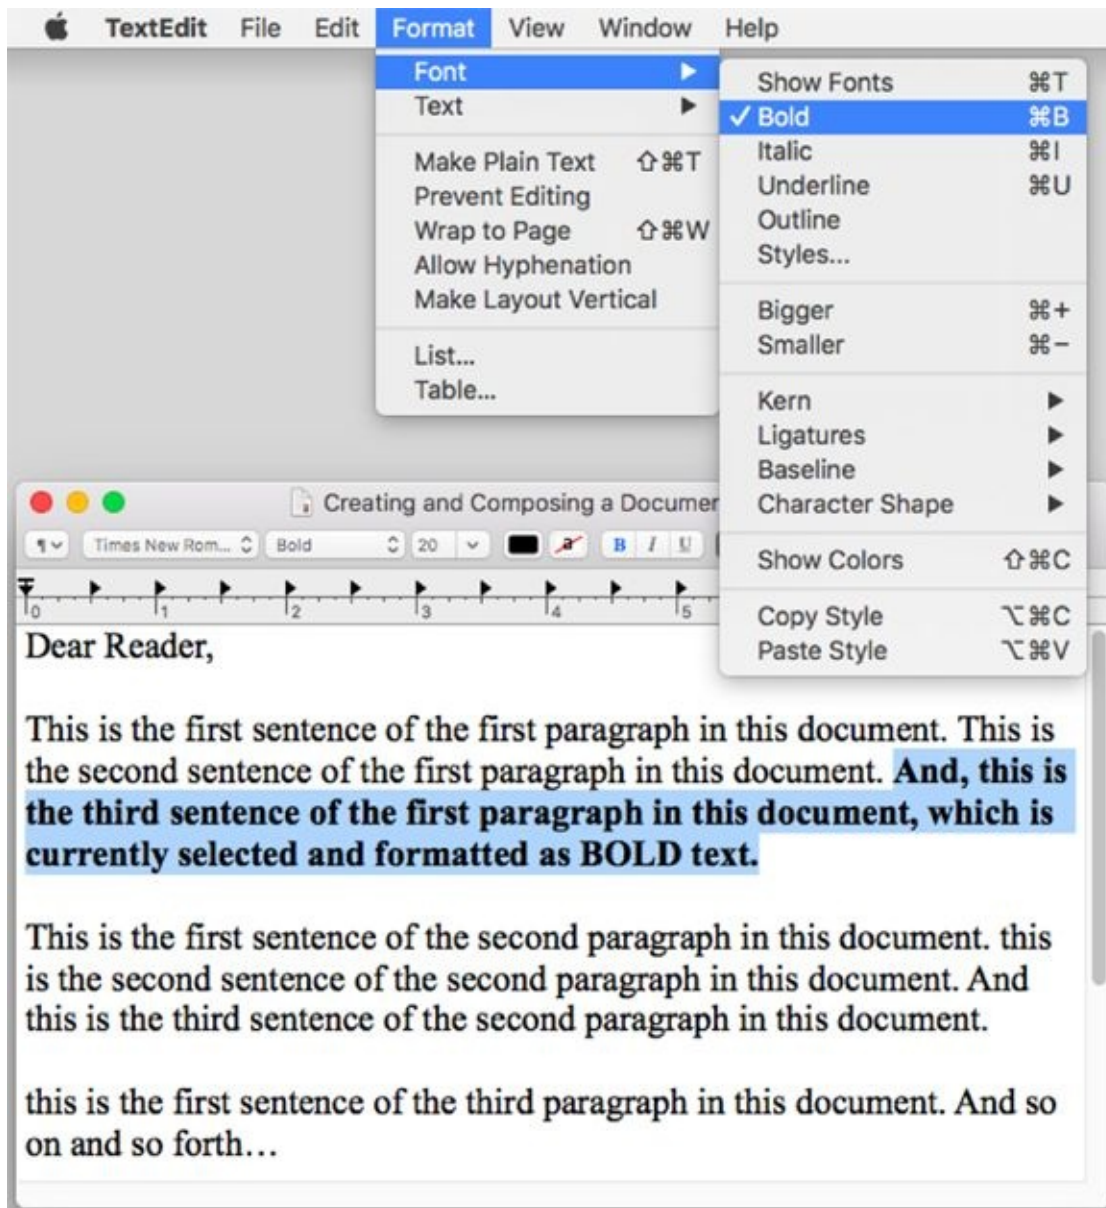 TextEdit File Edit Format View Window Help
Font ▶
Text ▶
Make Plain Text ⇧⌘T
Prevent Editing
Wrap to Page ⇧⌘W
Allow Hyphenation
Make Layout Vertical
List...
Table...
Show Fonts ⌘T
✓ Bold ⌘B
Italic ⌘I
Underline ⌘U
Outline
Styles...
Bigger ⌘+
Smaller ⌘−
Kern ▶
Ligatures ▶
Baseline ▶
Character Shape ▶
Show Colors ⇧⌘C
Copy Style ⌥⌘C
Paste Style ⌥⌘V
Creating and Composing a Documen
¶ Times New Rom... Bold 20 a B I U
0 1 2 3 4 5
Dear Reader,
This is the first sentence of the first paragraph in this document. This is
the second sentence of the first paragraph in this document. And, this is
the third sentence of the first paragraph in this document, which is
currently selected and formatted as BOLD text.
This is the first sentence of the second paragraph in this document. this
is the second sentence of the second paragraph in this document. And
this is the third sentence of the second paragraph in this document.
this is the first sentence of the third paragraph in this document. And so
on and so forth…